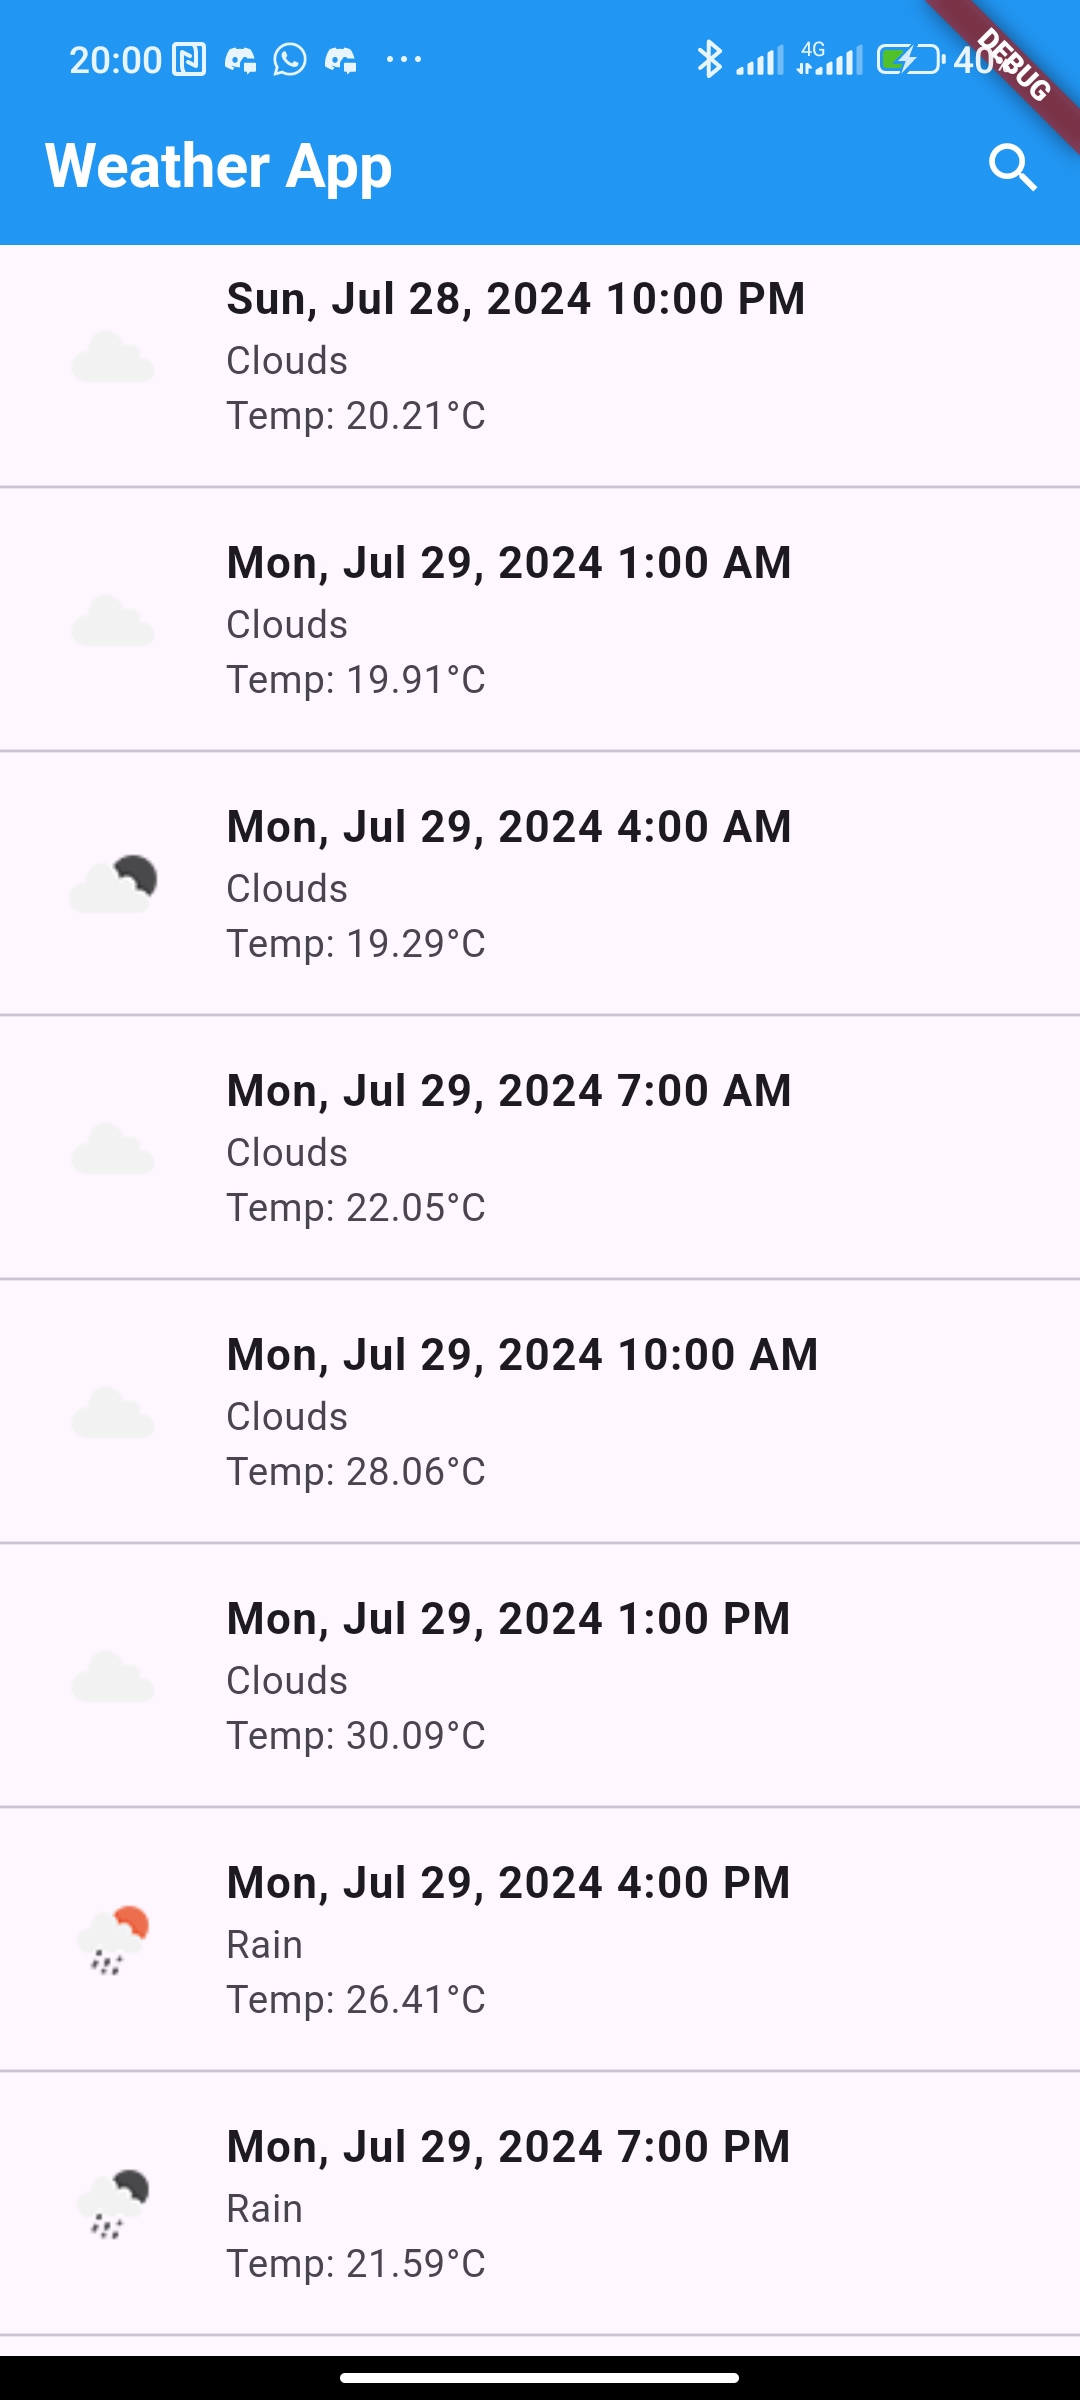 20:00
4G
40
DEBUG
Weather App
Sun, Jul 28, 2024 10:00 PM
Clouds
Temp: 20.21°C
Mon, Jul 29, 2024 1:00 AM
Clouds
Temp: 19.91°C
Mon, Jul 29, 2024 4:00 AM
Clouds
Temp: 19.29°C
Mon, Jul 29, 2024 7:00 AM
Clouds
Temp: 22.05°C
Mon, Jul 29, 2024 10:00 AM
Clouds
Temp: 28.06°C
Mon, Jul 29, 2024 1:00 PM
Clouds
Temp: 30.09°C
Mon, Jul 29, 2024 4:00 PM
Rain
Temp: 26.41°C
Mon, Jul 29, 2024 7:00 PM
Rain
Temp: 21.59°C